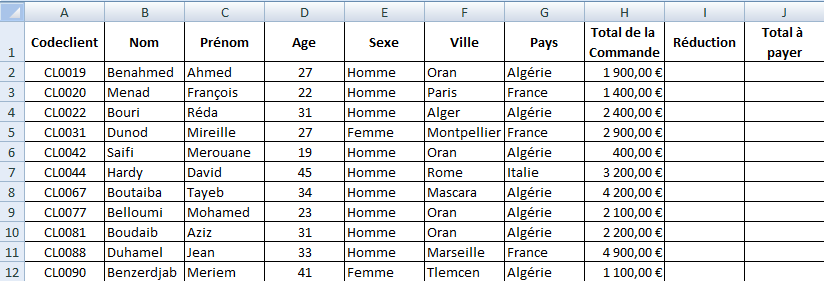 A B C D E F G H I J
1 Codeclient Nom Prénom Age Sexe Ville Pays Total de la Commande Réduction Total à payer
2 CL0019 Benahmed Ahmed 27 Homme Oran Algérie 1 900,00 €
3 CL0020 Menad François 22 Homme Paris France 1 400,00 €
4 CL0022 Bouri Réda 31 Homme Alger Algérie 2 400,00 €
5 CL0031 Dunod Mireille 27 Femme Montpellier France 2 900,00 €
6 CL0042 Saifi Merouane 19 Homme Oran Algérie 400,00 €
7 CL0044 Hardy David 45 Homme Rome Italie 3 200,00 €
8 CL0067 Boutaiba Tayeb 34 Homme Mascara Algérie 4 200,00 €
9 CL0077 Belloumi Mohamed 23 Homme Oran Algérie 2 100,00 €
10 CL0081 Boudaib Aziz 31 Homme Oran Algérie 2 200,00 €
11 CL0088 Duhamel Jean 33 Homme Marseille France 4 900,00 €
12 CL0090 Benzerdjab Meriem 41 Femme Tlemcen Algérie 1 100,00 €